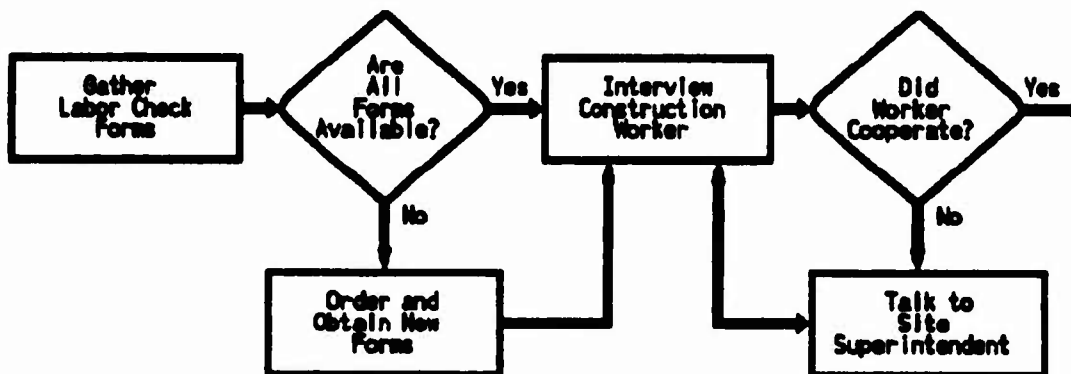 Gather
Labor Check
Forms
Are
All
Forms
Available?
Yes
No
Order and
Obtain New
Forms
Interview
Construction
Worker
Did
Worker
Cooperate?
Yes
No
Talk to
Site
Superintendent